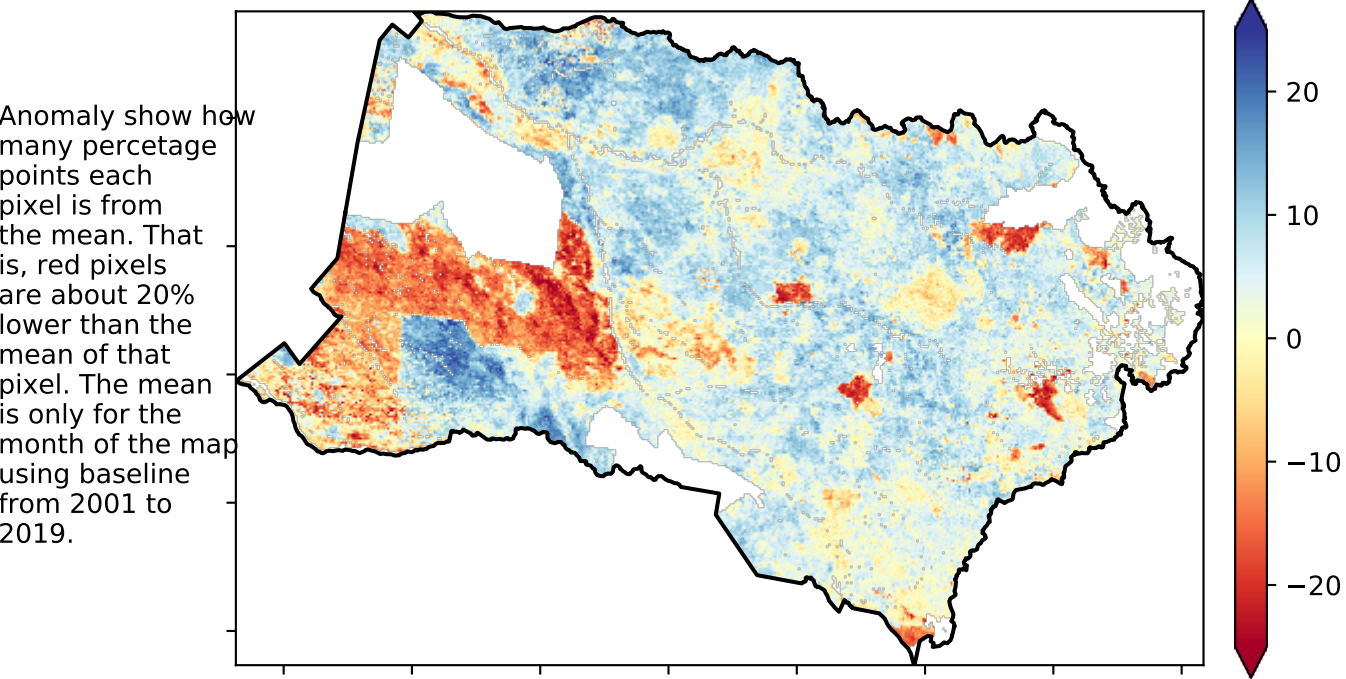 Anomaly show how
many percetage
points each
pixel is from
the mean. That
is, red pixels
are about 20%
lower than the
mean of that
pixel. The mean
is only for the
month of the map
using baseline
from 2001 to
2019.
20
10
0
−10
−20